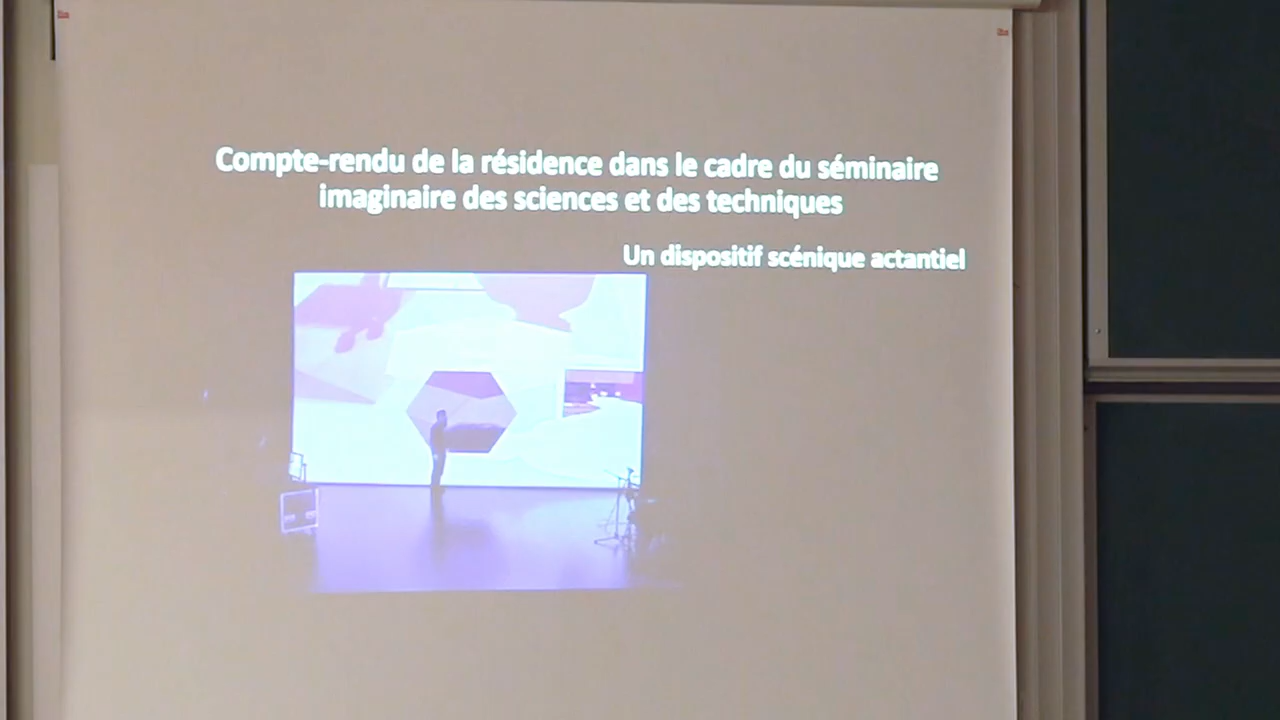 Compte-rendu de la résidence dans le cadre du séminaire
imaginaire des sciences et des techniques
Un dispositif scénique actantiel